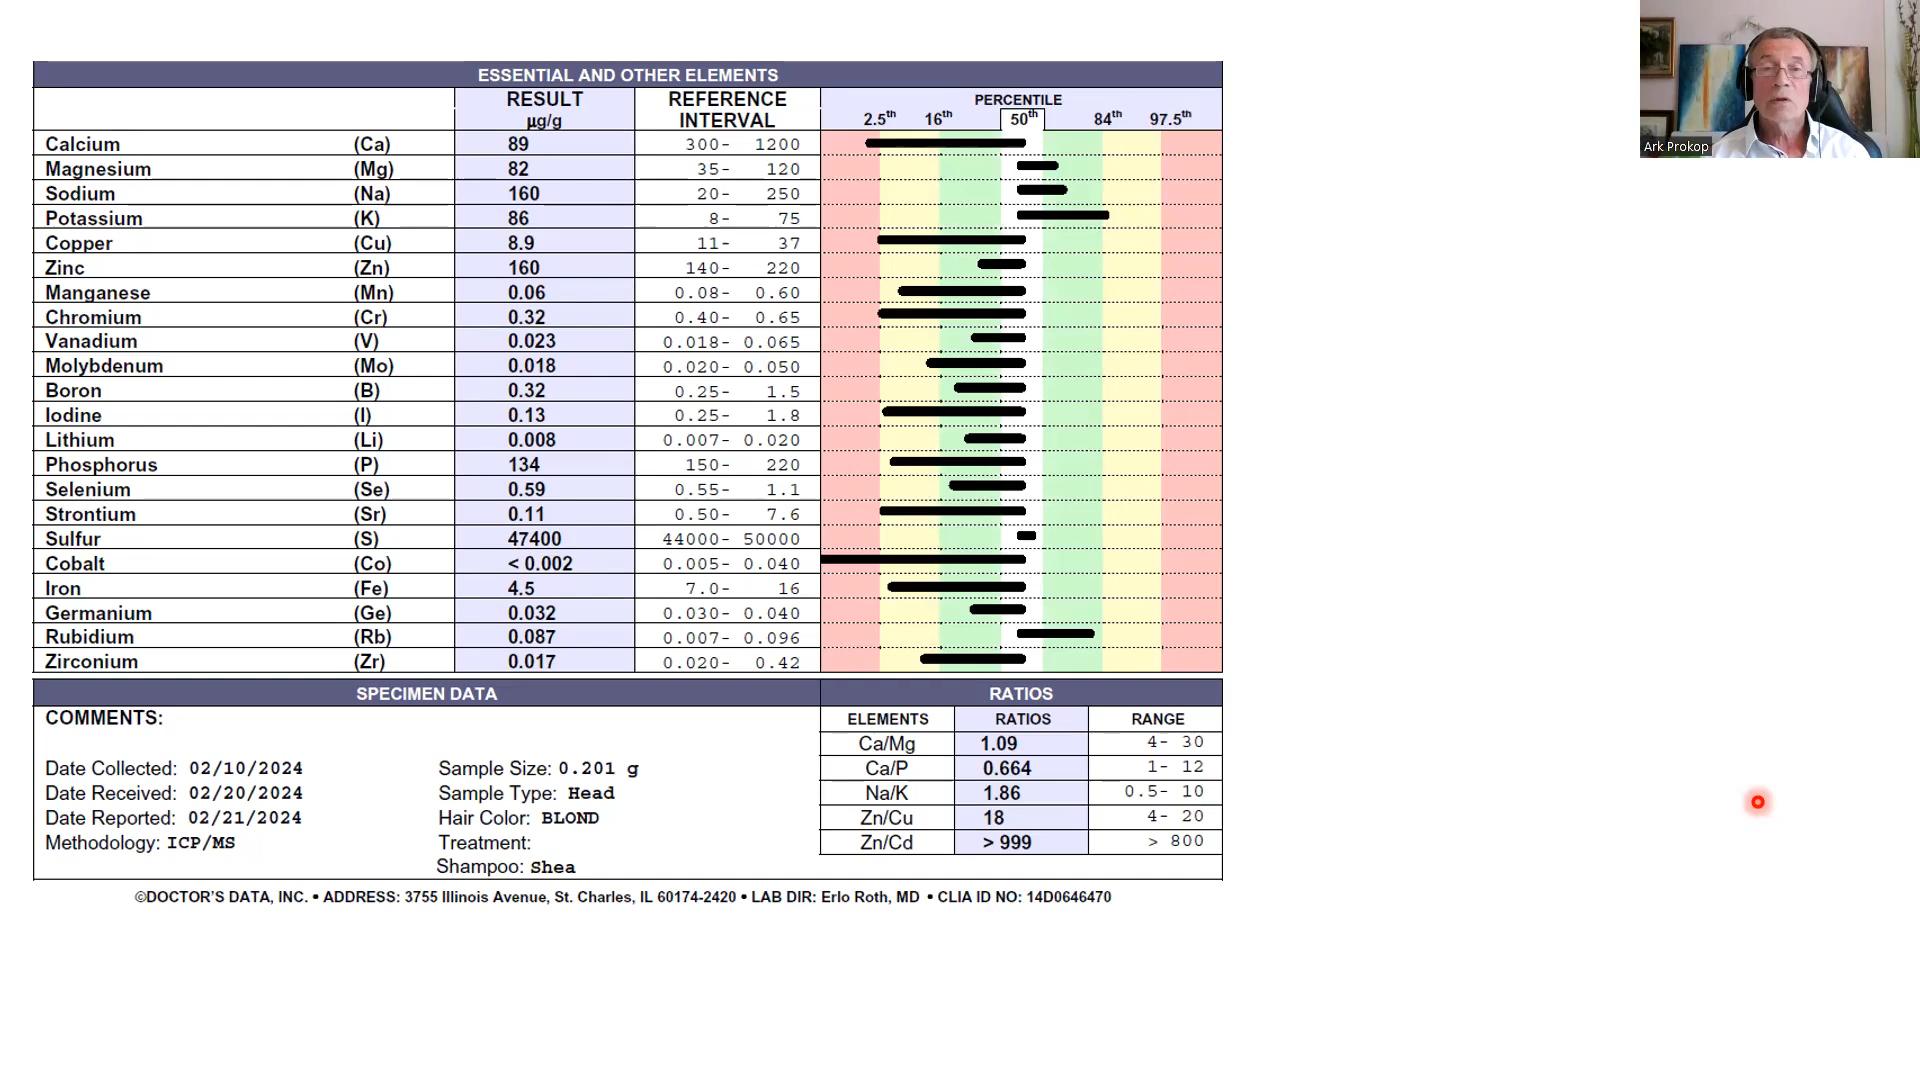 ESSENTIAL AND OTHER ELEMENTS
RESULT µg/g REFERENCE INTERVAL PERCENTILE
2.5th 16th 50th 84th 97.5th
Calcium (Ca) 89 300- 1200
Magnesium (Mg) 82 35- 120
Sodium (Na) 160 20- 250
Potassium (K) 86 8- 75
Copper (Cu) 8.9 11- 37
Zinc (Zn) 160 140- 220
Manganese (Mn) 0.06 0.08- 0.60
Chromium (Cr) 0.32 0.40- 0.65
Vanadium (V) 0.023 0.018- 0.065
Molybdenum (Mo) 0.018 0.020- 0.050
Boron (B) 0.32 0.25- 1.5
Iodine (I) 0.13 0.25- 1.8
Lithium (Li) 0.008 0.007- 0.020
Phosphorus (P) 134 150- 220
Selenium (Se) 0.59 0.55- 1.1
Strontium (Sr) 0.11 0.50- 7.6
Sulfur (S) 47400 44000- 50000
Cobalt (Co) < 0.002 0.005- 0.040
Iron (Fe) 4.5 7.0- 16
Germanium (Ge) 0.032 0.030- 0.040
Rubidium (Rb) 0.087 0.007- 0.096
Zirconium (Zr) 0.017 0.020- 0.42
SPECIMEN DATA
COMMENTS:
Date Collected: 02/10/2024 Sample Size: 0.201 g
Date Received: 02/20/2024 Sample Type: Head
Date Reported: 02/21/2024 Hair Color: BLOND
Methodology: ICP/MS Treatment:
Shampoo: Shea
RATIOS
ELEMENTS RATIOS RANGE
Ca/Mg 1.09 4- 30
Ca/P 0.664 1- 12
Na/K 1.86 0.5- 10
Zn/Cu 18 4- 20
Zn/Cd > 999 > 800
©DOCTOR'S DATA, INC. • ADDRESS: 3755 Illinois Avenue, St. Charles, IL 60174-2420 • LAB DIR: Erlo Roth, MD • CLIA ID NO: 14D0646470
Ark Prokop